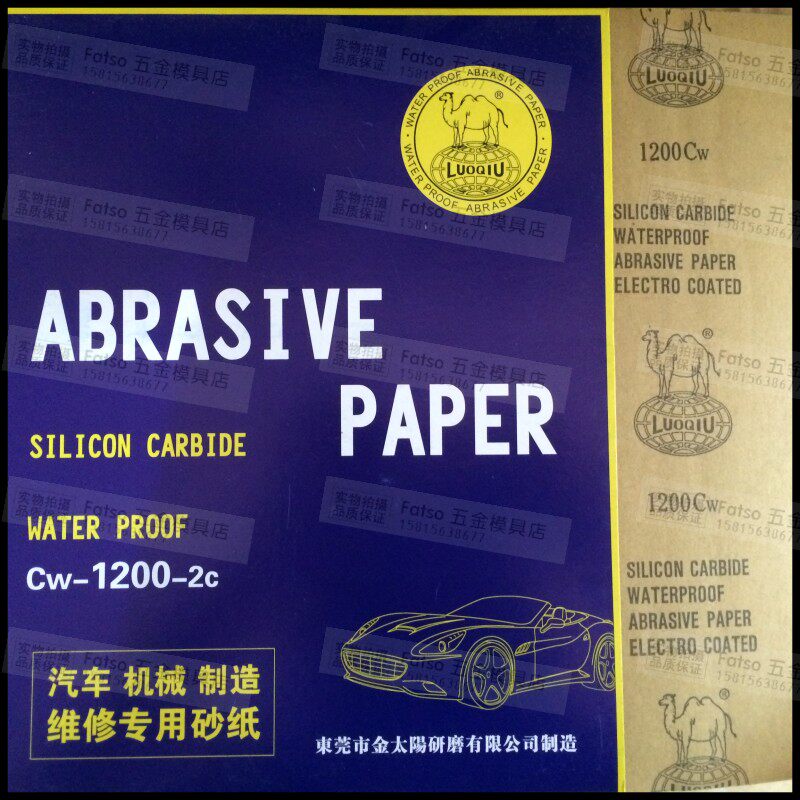 WATER PROOF ABRASIVE PAPER
®
LUOQIU
WATER PROOF ABRASIVE PAPER
ABRASIVE
PAPER
SILICON CARBIDE
WATER PROOF
Cw-1200-2c
汽车 机械 制造
维修专用砂纸
東莞市金太陽研磨有限公司制造
LUOQIU
1200Cw
SILICON CARBIDE
WATERPROOF
ABRASIVE PAPER
ELECTRO COATED
®
LUOQIU
1200Cw
SILICON CARBIDE
WATERPROOF
ABRASIVE PAPER
ELECTRO COATED
®
LUOQIU
实物拍摄
品质保证
Fatso 五金模具店
15815638677